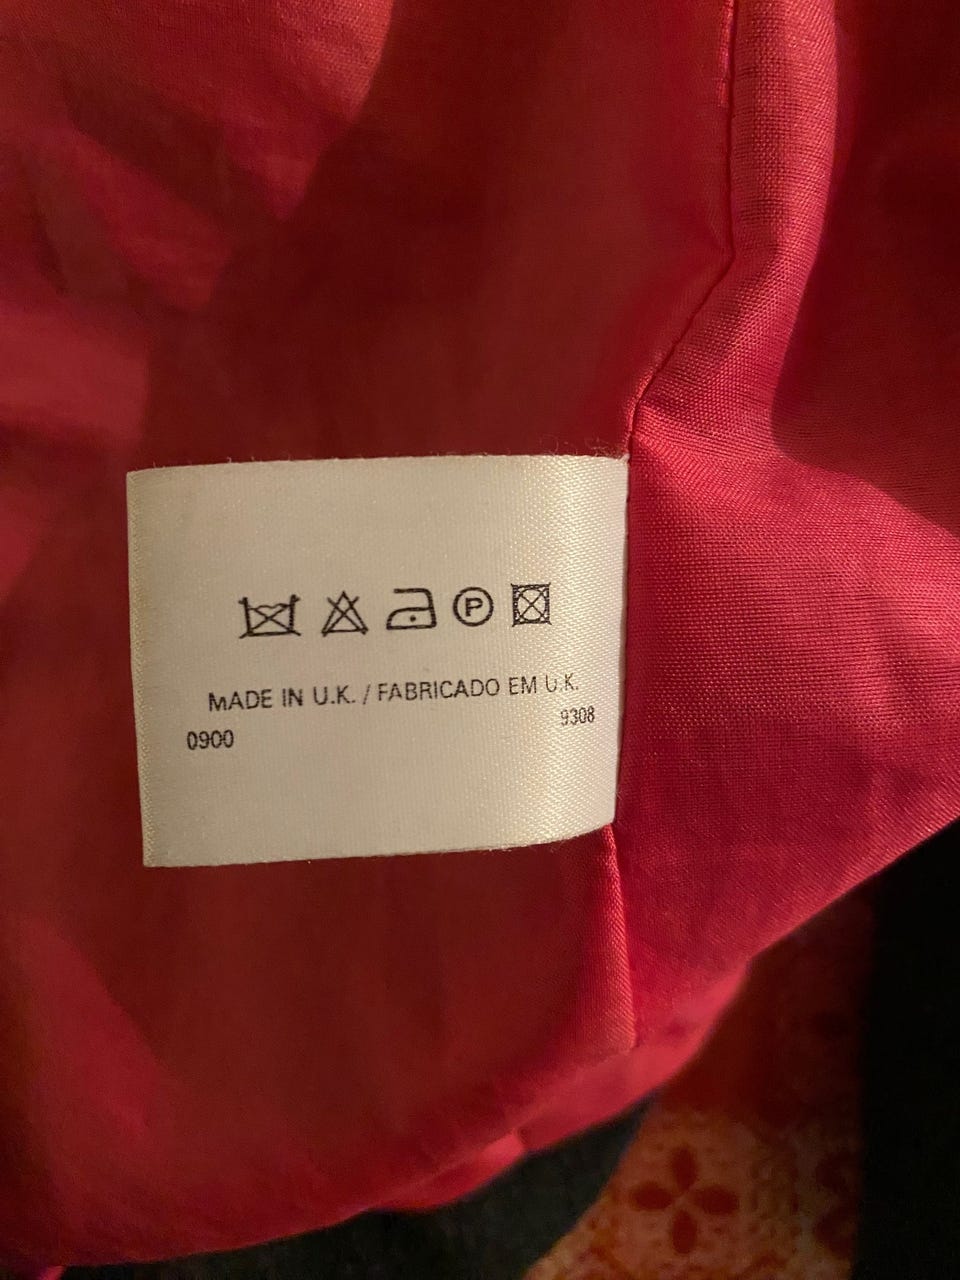 P
MADE IN U.K. / FABRICADO EM U.K.
0900 9308